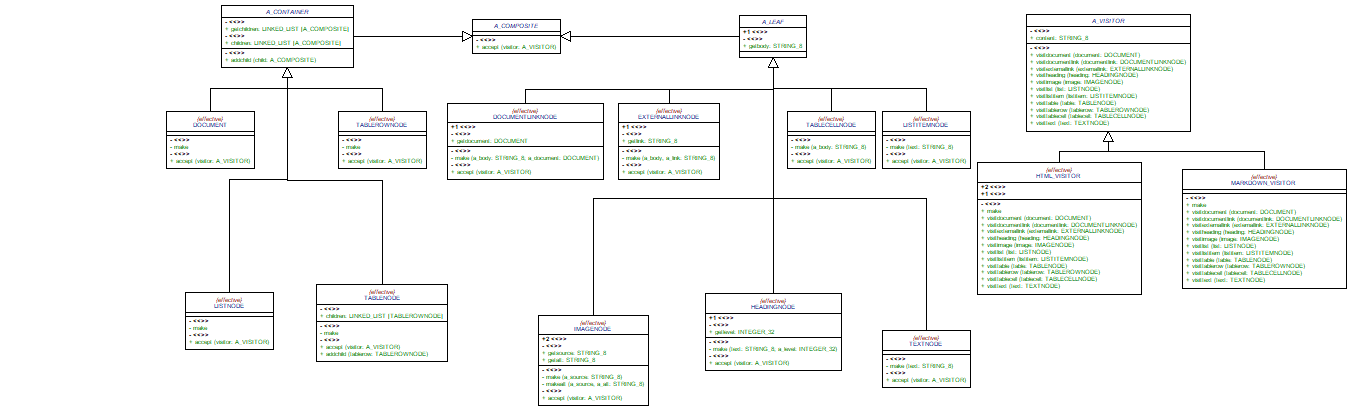 A_CONTAINER
- <<>>
+ getchildren: LINKED_LIST [A_COMPOSITE]
- <<>>
+ children: LINKED_LIST [A_COMPOSITE]
- <<>>
+ addchild (child: A_COMPOSITE)
A_COMPOSITE
- <<>>
+ accept (visitor: A_VISITOR)
A_LEAF
+1 <<>>
- <<>>
+ getbody: STRING_8
A_VISITOR
- <<>>
+ content: STRING_8
- <<>>
+ visitdocument (document: DOCUMENT)
+ visitdocumentlink (documentlink: DOCUMENTLINKNODE)
+ visitexternallink (externallink: EXTERNALLINKNODE)
+ visitheading (heading: HEADINGNODE)
+ visitimage (image: IMAGENODE)
+ visitlist (list: LISTNODE)
+ visitlistitem (listitem: LISTITEMNODE)
+ visittable (table: TABLENODE)
+ visittablerow (tablerow: TABLEROWNODE)
+ visittablecell (tablecell: TABLECELLNODE)
+ visittext (text: TEXTNODE)
(effective)
DOCUMENT
- <<>>
- make
- <<>>
+ accept (visitor: A_VISITOR)
(effective)
TABLEROWNODE
- <<>>
- make
- <<>>
+ accept (visitor: A_VISITOR)
(effective)
DOCUMENTLINKNODE
+1 <<>>
- <<>>
+ getdocument: DOCUMENT
- <<>>
- make (a_body: STRING_8, a_document: DOCUMENT)
- <<>>
+ accept (visitor: A_VISITOR)
(effective)
EXTERNALLINKNODE
+1 <<>>
- <<>>
+ getlink: STRING_8
- <<>>
- make (a_body, a_link: STRING_8)
- <<>>
+ accept (visitor: A_VISITOR)
(effective)
TABLECELLNODE
- <<>>
- make (a_body: STRING_8)
- <<>>
+ accept (visitor: A_VISITOR)
(effective)
LISTITEMNODE
- <<>>
- make (text: STRING_8)
- <<>>
+ accept (visitor: A_VISITOR)
(effective)
HTML_VISITOR
+2 <<>>
+1 <<>>
- <<>>
+ make
+ visitdocument (document: DOCUMENT)
+ visitdocumentlink (documentlink: DOCUMENTLINKNODE)
+ visitexternallink (externallink: EXTERNALLINKNODE)
+ visitheading (heading: HEADINGNODE)
+ visitimage (image: IMAGENODE)
+ visitlist (list: LISTNODE)
+ visitlistitem (listitem: LISTITEMNODE)
+ visittable (table: TABLENODE)
+ visittablerow (tablerow: TABLEROWNODE)
+ visittablecell (tablecell: TABLECELLNODE)
+ visittext (text: TEXTNODE)
(effective)
MARKDOWN_VISITOR
- <<>>
+ make
+ visitdocument (document: DOCUMENT)
+ visitdocumentlink (documentlink: DOCUMENTLINKNODE)
+ visitexternallink (externallink: EXTERNALLINKNODE)
+ visitheading (heading: HEADINGNODE)
+ visitimage (image: IMAGENODE)
+ visitlist (list: LISTNODE)
+ visitlistitem (listitem: LISTITEMNODE)
+ visittable (table: TABLENODE)
+ visittablerow (tablerow: TABLEROWNODE)
+ visittablecell (tablecell: TABLECELLNODE)
+ visittext (text: TEXTNODE)
(effective)
LISTNODE
- <<>>
- make
- <<>>
+ accept (visitor: A_VISITOR)
(effective)
TABLENODE
- <<>>
+ children: LINKED_LIST [TABLEROWNODE]
- <<>>
- make
- <<>>
+ accept (visitor: A_VISITOR)
+ addchild (tablerow: TABLEROWNODE)
(effective)
IMAGENODE
+2 <<>>
- <<>>
+ getsource: STRING_8
+ getalt: STRING_8
- <<>>
- make (a_source: STRING_8)
- makealt (a_source, a_alt: STRING_8)
- <<>>
+ accept (visitor: A_VISITOR)
(effective)
HEADINGNODE
+1 <<>>
- <<>>
+ getlevel: INTEGER_32
- <<>>
- make (text: STRING_8; a_level: INTEGER_32)
- <<>>
+ accept (visitor: A_VISITOR)
(effective)
TEXTNODE
- <<>>
- make (text: STRING_8)
- <<>>
+ accept (visitor: A_VISITOR)